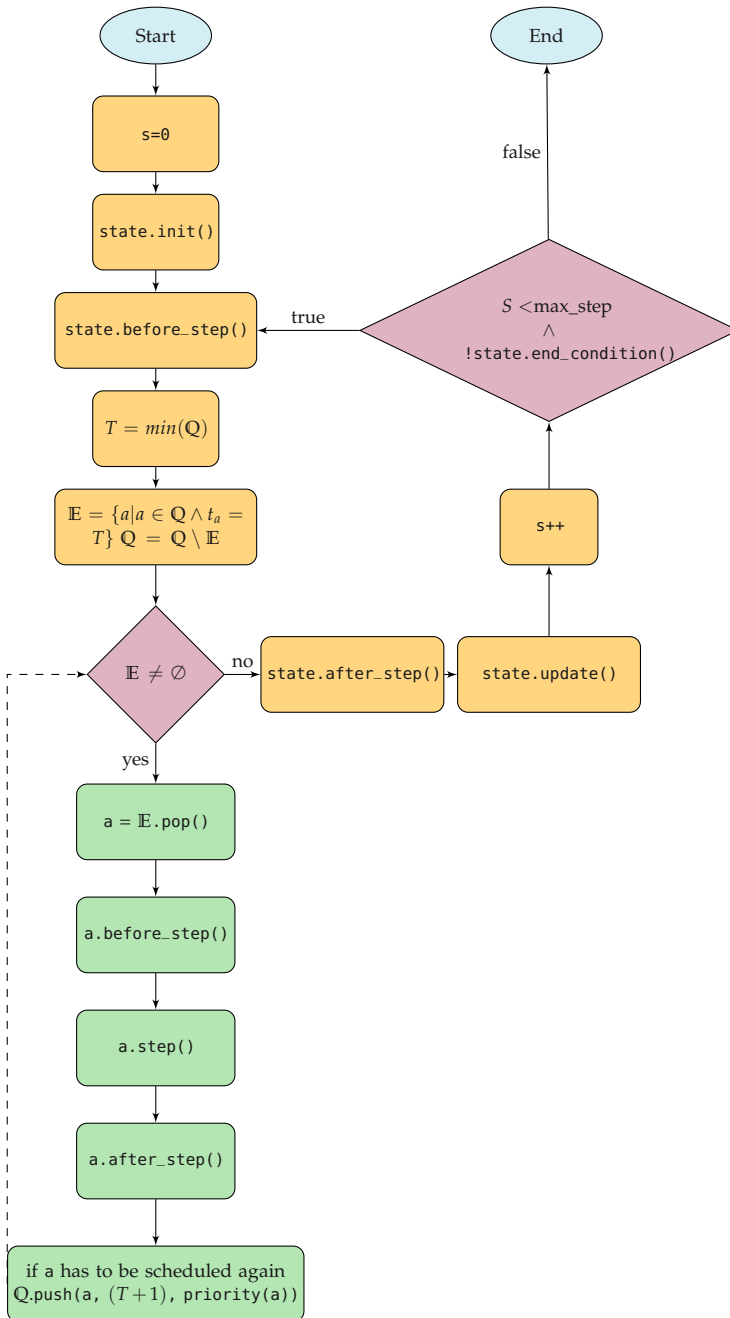 Start
s=0
state.init()
state.before_step()
T = min(ℚ)
𝔼 = {a|a ∈ ℚ ∧ t_a =
T} ℚ = ℚ \ 𝔼
𝔼 ≠ ∅
no
yes
a = 𝔼.pop()
a.before_step()
a.step()
a.after_step()
if a has to be scheduled again
ℚ.push(a, (T+1), priority(a))
state.after_step()
state.update()
s++
S <max_step
∧
!state.end_condition()
true
false
End